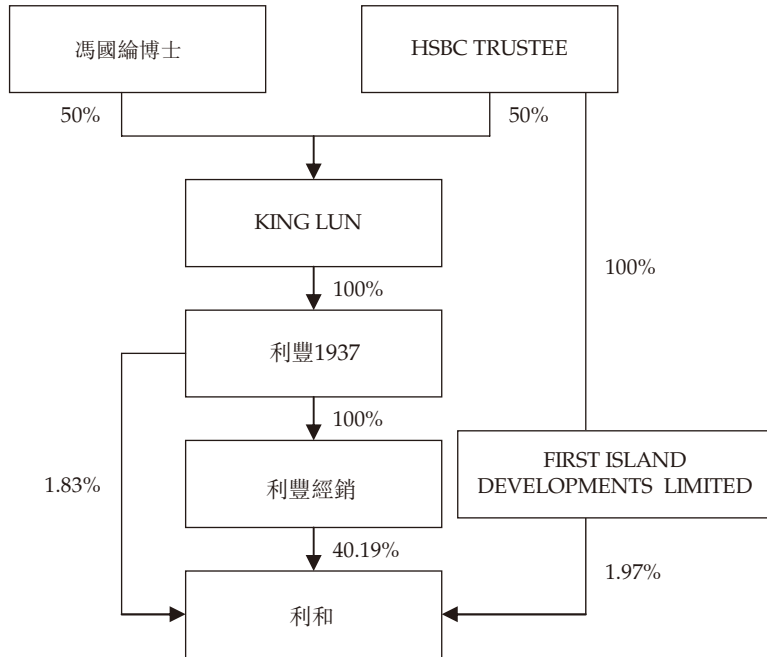 馮國綸博士
HSBC TRUSTEE
50%
50%
KING LUN
100%
100%
利豐1937
100%
利豐經銷
FIRST ISLAND
DEVELOPMENTS LIMITED
1.83%
40.19%
1.97%
利和